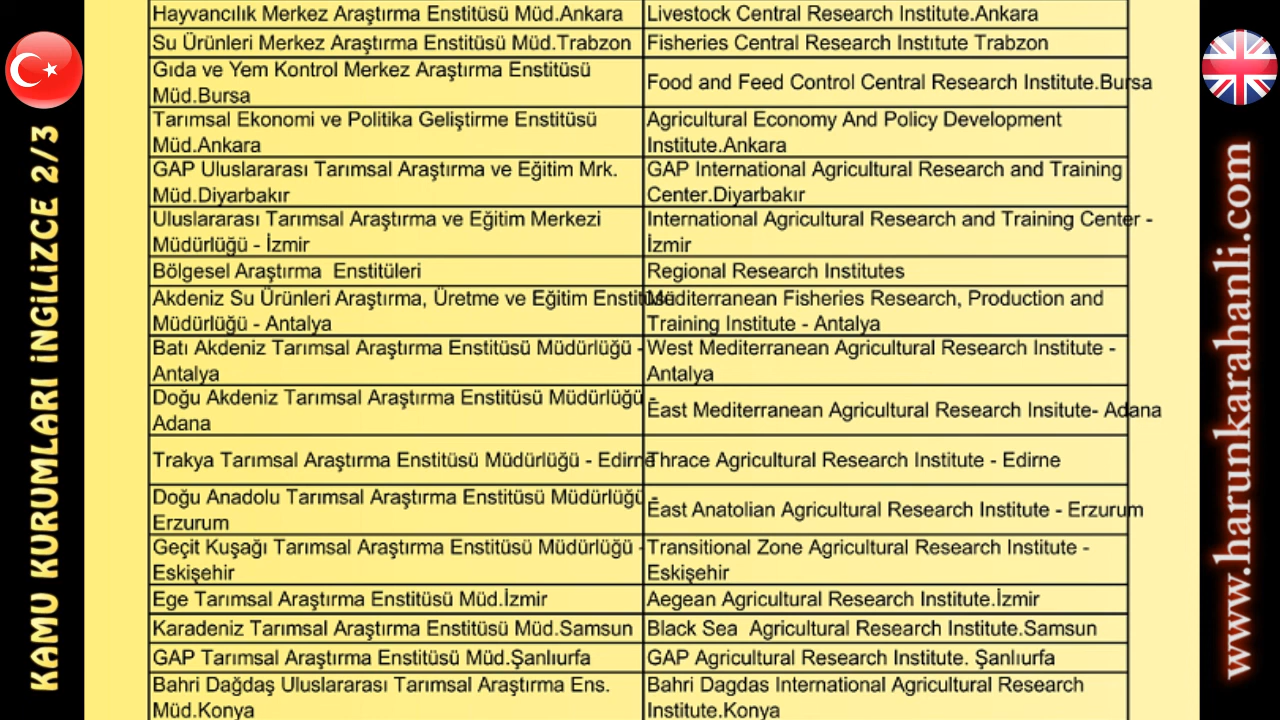 KAMU KURUMLARI İNGİLİZCE 2/3
Hayvancılık Merkez Araştırma Enstitüsü Müd.Ankara
Livestock Central Research Institute.Ankara
Su Ürünleri Merkez Araştırma Enstitüsü Müd.Trabzon
Fisheries Central Research Instıtute Trabzon
Gıda ve Yem Kontrol Merkez Araştırma Enstitüsü
Müd.Bursa
Food and Feed Control Central Research Institute.Bursa
Tarımsal Ekonomi ve Politika Geliştirme Enstitüsü
Müd.Ankara
Agricultural Economy And Policy Development
Institute.Ankara
GAP Uluslararası Tarımsal Araştırma ve Eğitim Mrk.
Müd.Diyarbakır
GAP International Agricultural Research and Training
Center.Diyarbakır
Uluslararası Tarımsal Araştırma ve Eğitim Merkezi
Müdürlüğü - İzmir
International Agricultural Research and Training Center -
İzmir
Bölgesel Araştırma Enstitüleri
Regional Research Institutes
Akdeniz Su Ürünleri Araştırma, Üretme ve Eğitim Enstitüsü
Müdürlüğü - Antalya
Mediterranean Fisheries Research, Production and
Training Institute - Antalya
Batı Akdeniz Tarımsal Araştırma Enstitüsü Müdürlüğü -
Antalya
West Mediterranean Agricultural Research Institute -
Antalya
Doğu Akdeniz Tarımsal Araştırma Enstitüsü Müdürlüğü -
Adana
East Mediterranean Agricultural Research Insitute- Adana
Trakya Tarımsal Araştırma Enstitüsü Müdürlüğü - Edirne
Thrace Agricultural Research Institute - Edirne
Doğu Anadolu Tarımsal Araştırma Enstitüsü Müdürlüğü -
Erzurum
East Anatolian Agricultural Research Institute - Erzurum
Geçit Kuşağı Tarımsal Araştırma Enstitüsü Müdürlüğü -
Eskişehir
Transitional Zone Agricultural Research Institute -
Eskişehir
Ege Tarımsal Araştırma Enstitüsü Müd.İzmir
Aegean Agricultural Research Institute.İzmir
Karadeniz Tarımsal Araştırma Enstitüsü Müd.Samsun
Black Sea Agricultural Research Institute.Samsun
GAP Tarımsal Araştırma Enstitüsü Müd.Şanlıurfa
GAP Agricultural Research Institute. Şanlıurfa
Bahri Dağdaş Uluslararası Tarımsal Araştırma Ens.
Müd.Konya
Bahri Dagdas International Agricultural Research
Institute.Konya
www.harunkarahanli.com